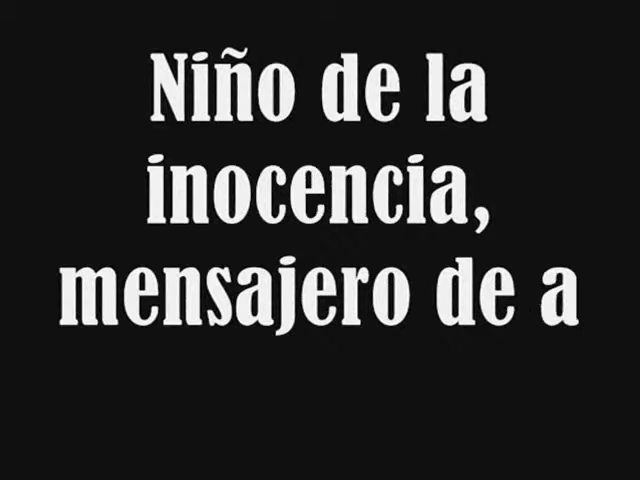 Niño de la
inocencia,
mensajero de a